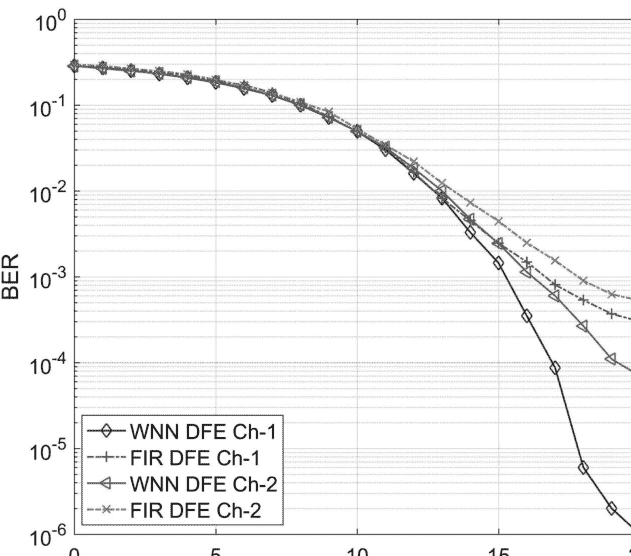 10^0
10^-1
10^-2
10^-3
10^-4
10^-5
10^-6
BER
WNN DFE Ch-1
FIR DFE Ch-1
WNN DFE Ch-2
FIR DFE Ch-2
0 5 10 15